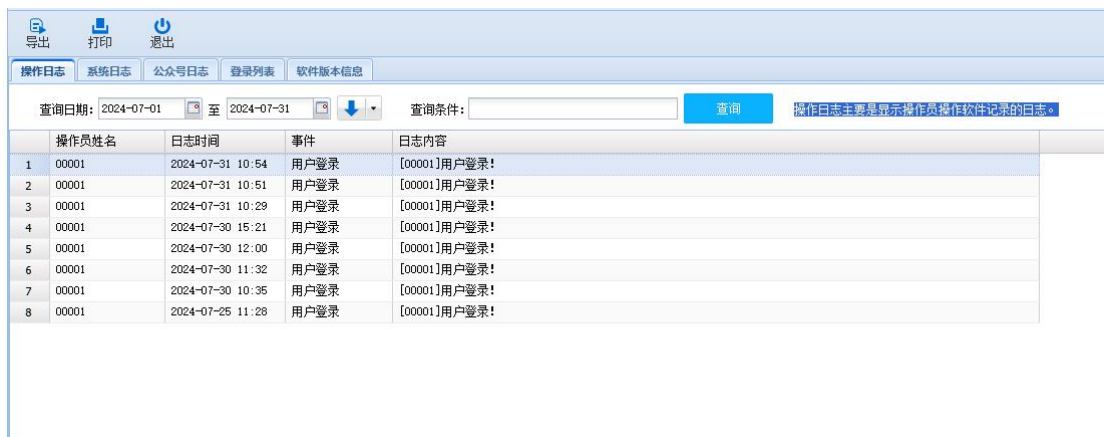 导出 打印 退出
操作日志 系统日志 公众号日志 登录列表 软件版本信息
查询日期: 2024-07-01 至 2024-07-31 查询条件: 查询 操作日志主要是显示操作员操作软件记录的日志。
操作员姓名 日志时间 事件 日志内容
1 00001 2024-07-31 10:54 用户登录 [00001]用户登录!
2 00001 2024-07-31 10:51 用户登录 [00001]用户登录!
3 00001 2024-07-31 10:29 用户登录 [00001]用户登录!
4 00001 2024-07-30 15:21 用户登录 [00001]用户登录!
5 00001 2024-07-30 12:00 用户登录 [00001]用户登录!
6 00001 2024-07-30 11:32 用户登录 [00001]用户登录!
7 00001 2024-07-30 10:35 用户登录 [00001]用户登录!
8 00001 2024-07-25 11:28 用户登录 [00001]用户登录!